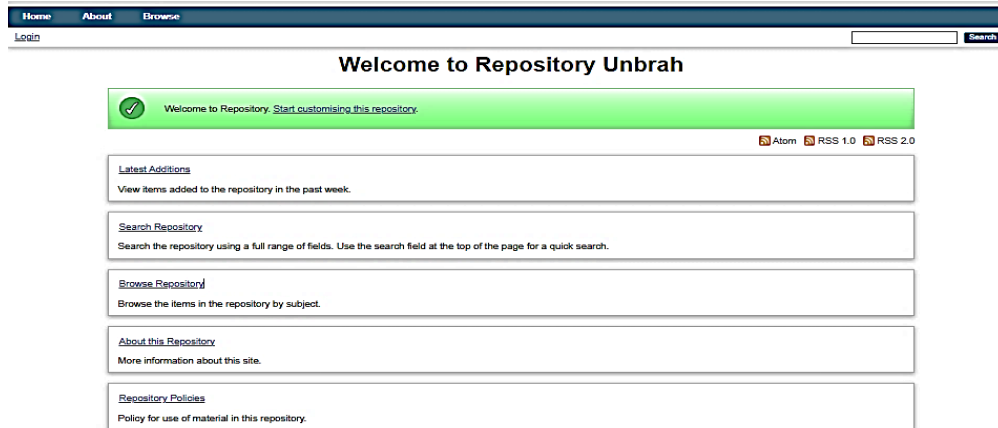 Home About Browse
Login Search
Welcome to Repository Unbrah
Welcome to Repository. Start customising this repository.
Atom RSS 1.0 RSS 2.0
Latest Additions
View items added to the repository in the past week.
Search Repository
Search the repository using a full range of fields. Use the search field at the top of the page for a quick search.
Browse Repository
Browse the items in the repository by subject.
About this Repository
More information about this site.
Repository Policies
Policy for use of material in this repository.